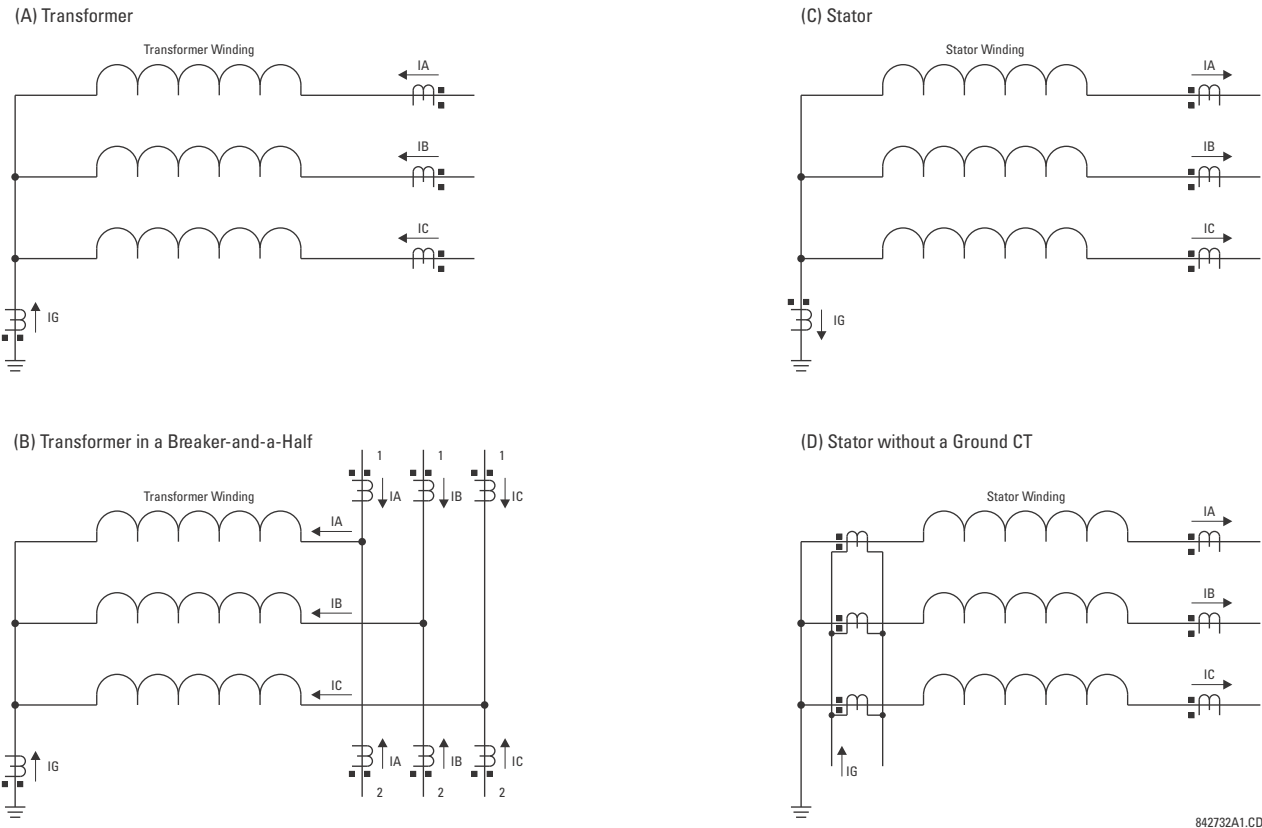 (A) Transformer
Transformer Winding
IA
IB
IC
IG
(C) Stator
Stator Winding
IA
IB
IC
IG
(B) Transformer in a Breaker-and-a-Half
Transformer Winding
1
1
1
IA
IB
IC
IA
IB
IC
IG
IA
IB
IC
2
2
2
(D) Stator without a Ground CT
Stator Winding
IA
IB
IC
IG
842732A1.CD